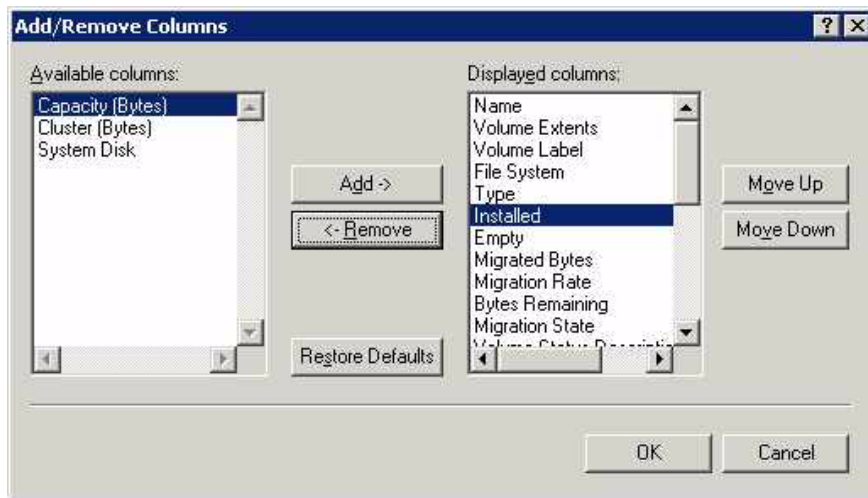 Add/Remove Columns
Available columns:
Capacity (Bytes)
Cluster (Bytes)
System Disk
Add ->
<- Remove
Restore Defaults
Displayed columns:
Name
Volume Extents
Volume Label
File System
Type
Installed
Empty
Migrated Bytes
Migration Rate
Bytes Remaining
Migration State
Volume Status
Move Up
Move Down
OK
Cancel